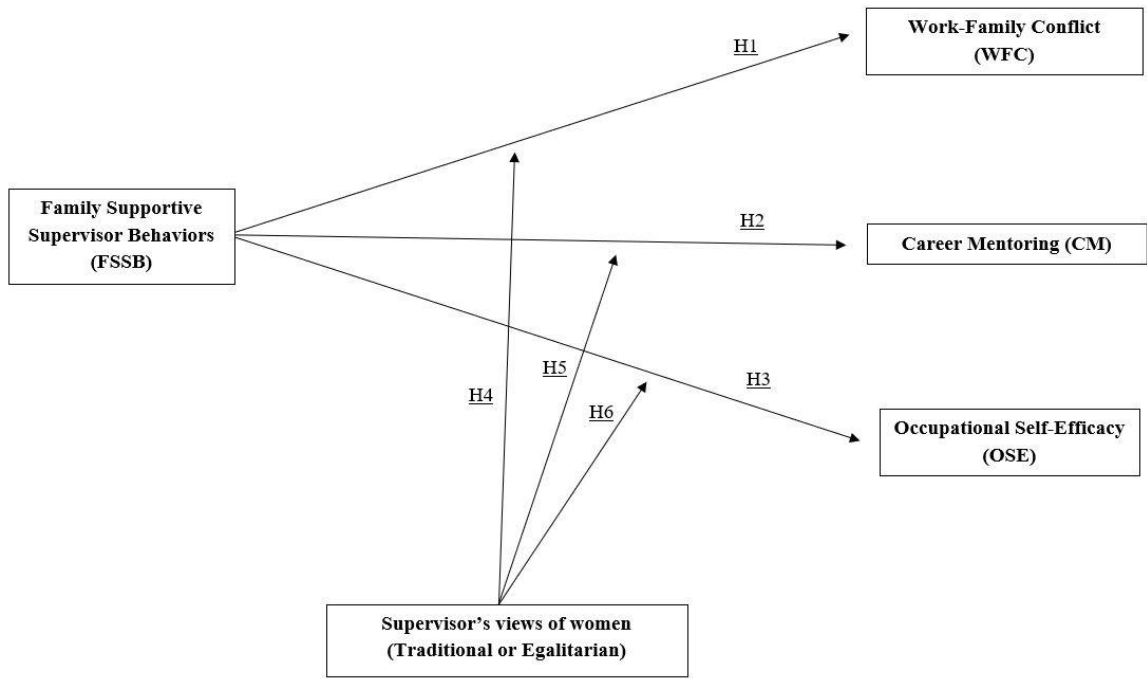 Work-Family Conflict
(WFC)
H1
Family Supportive
Supervisor Behaviors
(FSSB)
H2
Career Mentoring (CM)
H5
H3
H4
H6
Occupational Self-Efficacy
(OSE)
Supervisor’s views of women
(Traditional or Egalitarian)